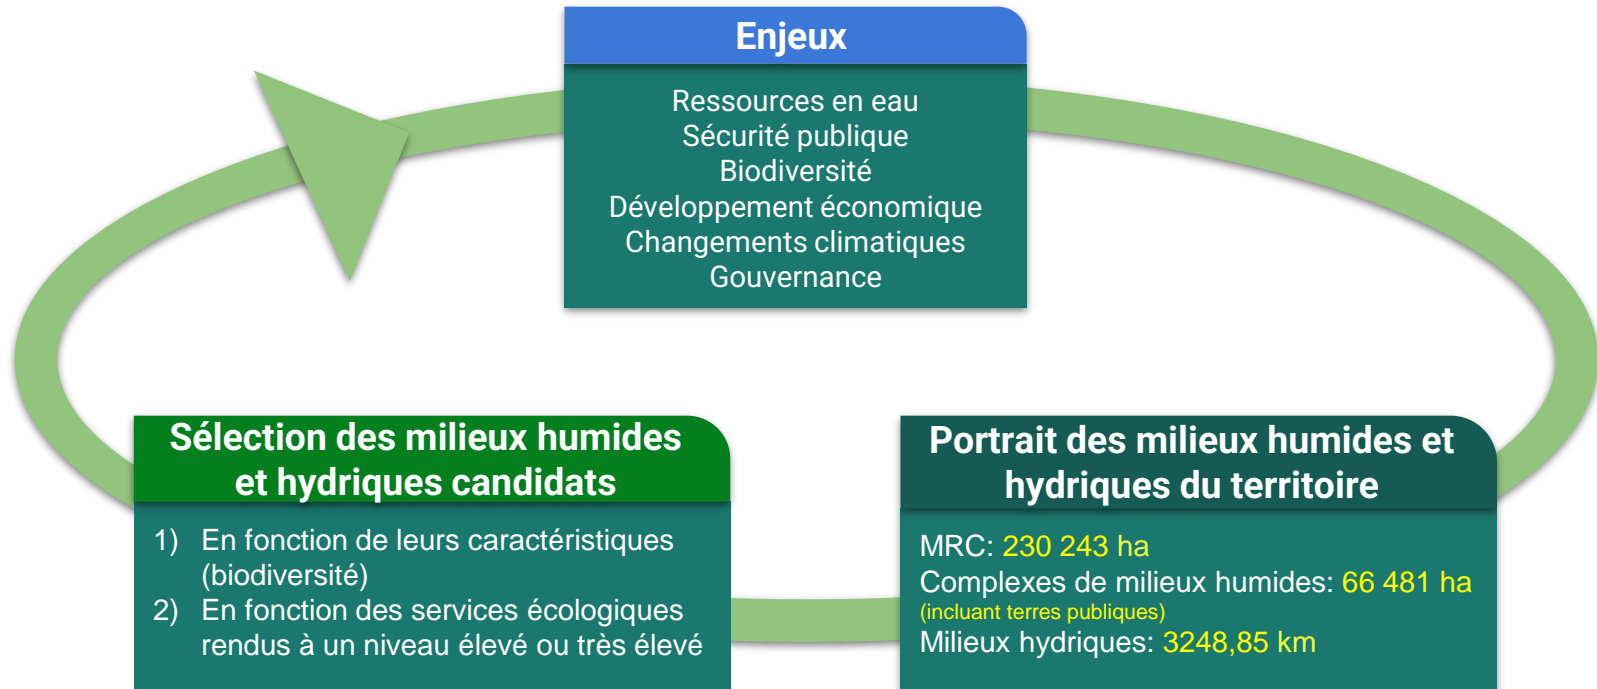 Enjeux
Ressources en eau
Sécurité publique
Biodiversité
Développement économique
Changements climatiques
Gouvernance
Sélection des milieux humides
et hydriques candidats
1) En fonction de leurs caractéristiques
(biodiversité)
2) En fonction des services écologiques
rendus à un niveau élevé ou très élevé
Portrait des milieux humides et
hydriques du territoire
MRC: 230 243 ha
Complexes de milieux humides: 66 481 ha
(incluant terres publiques)
Milieux hydriques: 3248,85 km